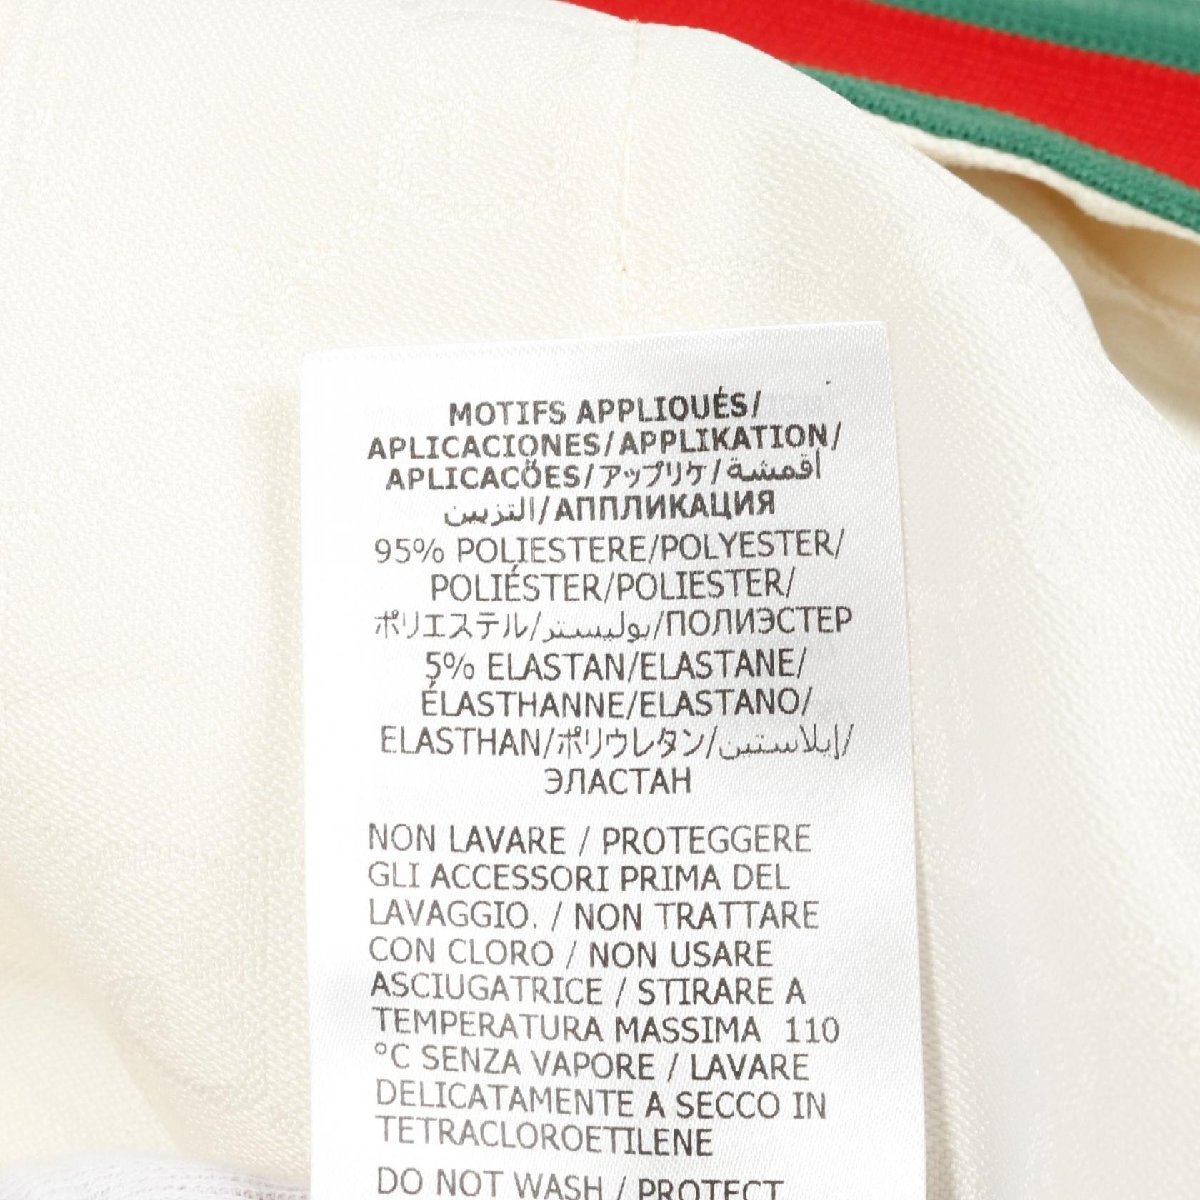 MOTIFS APPLIQUÉS/
APLICACIONES/APPLIKATION/
APLICACÕES/アップリケ/أقمشة
التزيين/АППЛИКАЦИЯ
95% POLIESTERE/POLYESTER/
POLIÉSTER/POLIESTER/
ポリエステル/بوليستر/ПОЛИЭСТЕР
5% ELASTAN/ELASTANE/
ÉLASTHANNE/ELASTANO/
ELASTHAN/ポリウレタン/إيلاستين/
ЭЛАСТАН
NON LAVARE / PROTEGGERE
GLI ACCESSORI PRIMA DEL
LAVAGGIO. / NON TRATTARE
CON CLORO / NON USARE
ASCIUGATRICE / STIRARE A
TEMPERATURA MASSIMA 110
°C SENZA VAPORE / LAVARE
DELICATAMENTE A SECCO IN
TETRACLOROETILENE
DO NOT WASH / PROTECT